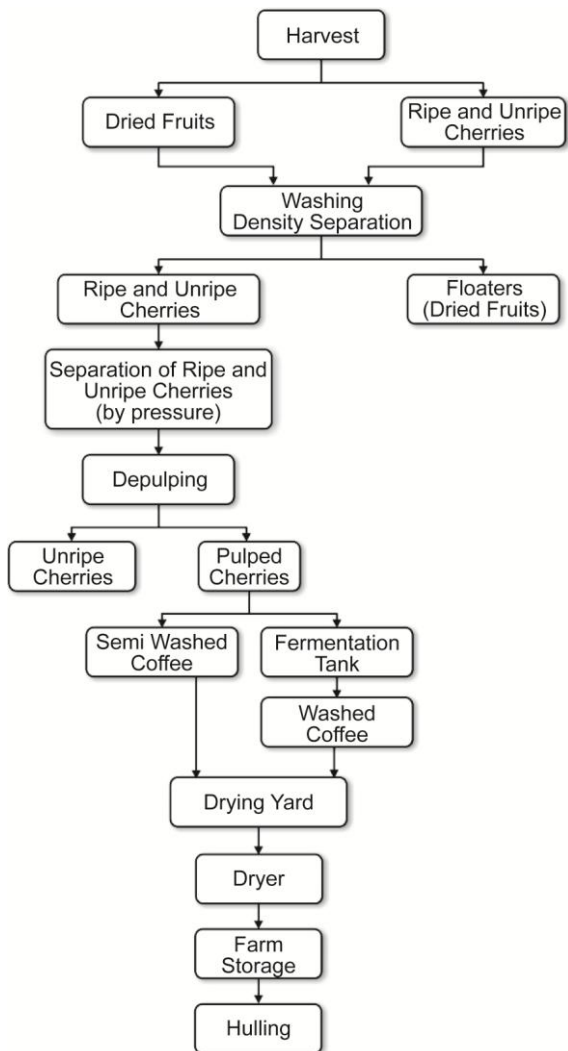 Harvest
Dried Fruits
Ripe and Unripe
Cherries
Washing
Density Separation
Ripe and Unripe
Cherries
Floaters
(Dried Fruits)
Separation of Ripe and
Unripe Cherries
(by pressure)
Depulping
Unripe
Cherries
Pulped
Cherries
Semi Washed
Coffee
Fermentation
Tank
Washed
Coffee
Drying Yard
Dryer
Farm
Storage
Hulling